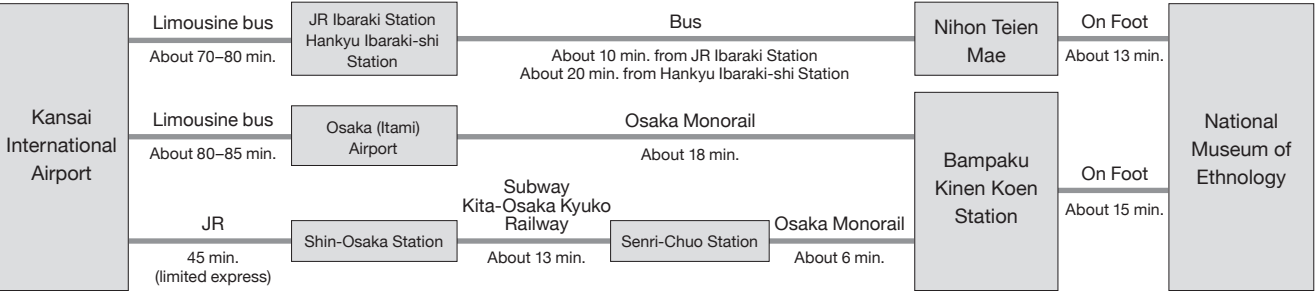 Kansai
International
Airport
Limousine bus
About 70–80 min.
JR Ibaraki Station
Hankyu Ibaraki-shi
Station
Bus
About 10 min. from JR Ibaraki Station
About 20 min. from Hankyu Ibaraki-shi Station
Nihon Teien
Mae
On Foot
About 13 min.
Limousine bus
About 80–85 min.
Osaka (Itami)
Airport
Osaka Monorail
About 18 min.
JR
45 min.
(limited express)
Shin-Osaka Station
Subway
Kita-Osaka Kyuko
Railway
About 13 min.
Senri-Chuo Station
Osaka Monorail
About 6 min.
Bampaku
Kinen Koen
Station
On Foot
About 15 min.
National
Museum of
Ethnology